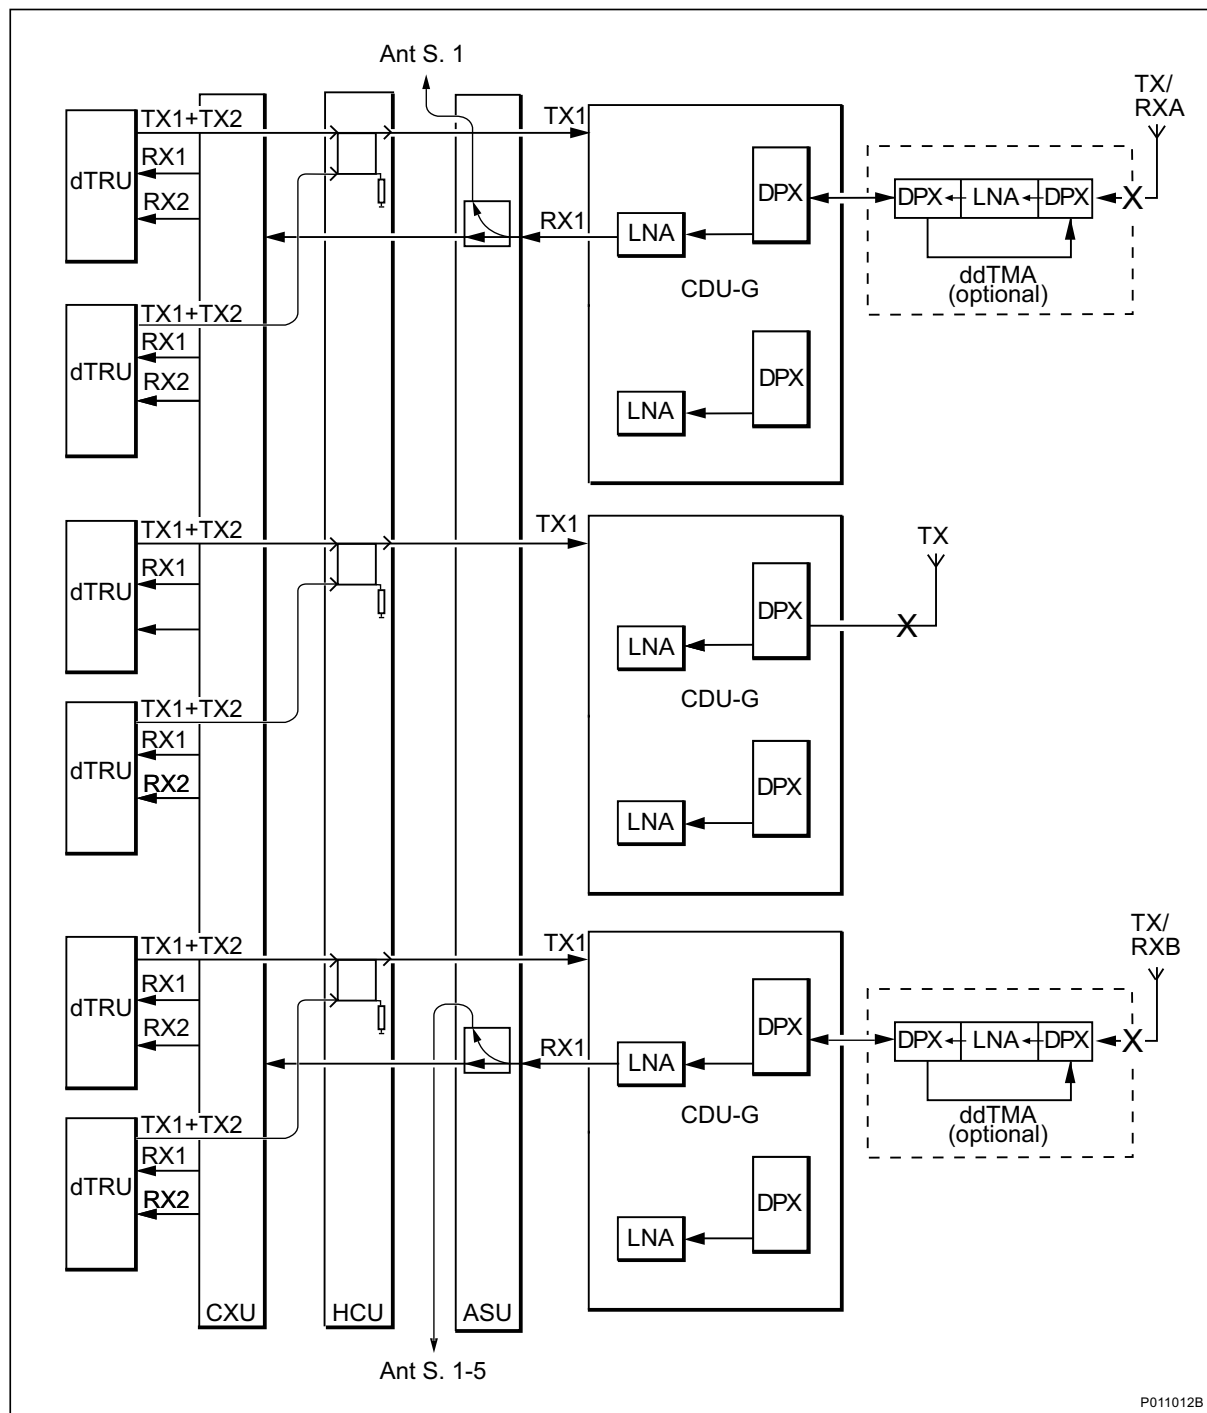 Ant S. 1
TX/
RXA
TX1+TX2
TX1
RX1
dTRU
DPX
DPX
LNA
DPX
X
RX2
RX1
LNA
CDU-G
ddTMA
(optional)
TX1+TX2
RX1
dTRU
DPX
RX2
LNA
TX1+TX2
TX1
TX
RX1
dTRU
DPX
X
LNA
CDU-G
TX1+TX2
RX1
dTRU
DPX
RX2
LNA
TX/
RXB
TX1+TX2
TX1
RX1
dTRU
DPX
DPX
LNA
DPX
X
RX2
RX1
LNA
CDU-G
ddTMA
(optional)
TX1+TX2
RX1
dTRU
DPX
RX2
LNA
CXU
HCU
ASU
Ant S. 1-5
P011012B